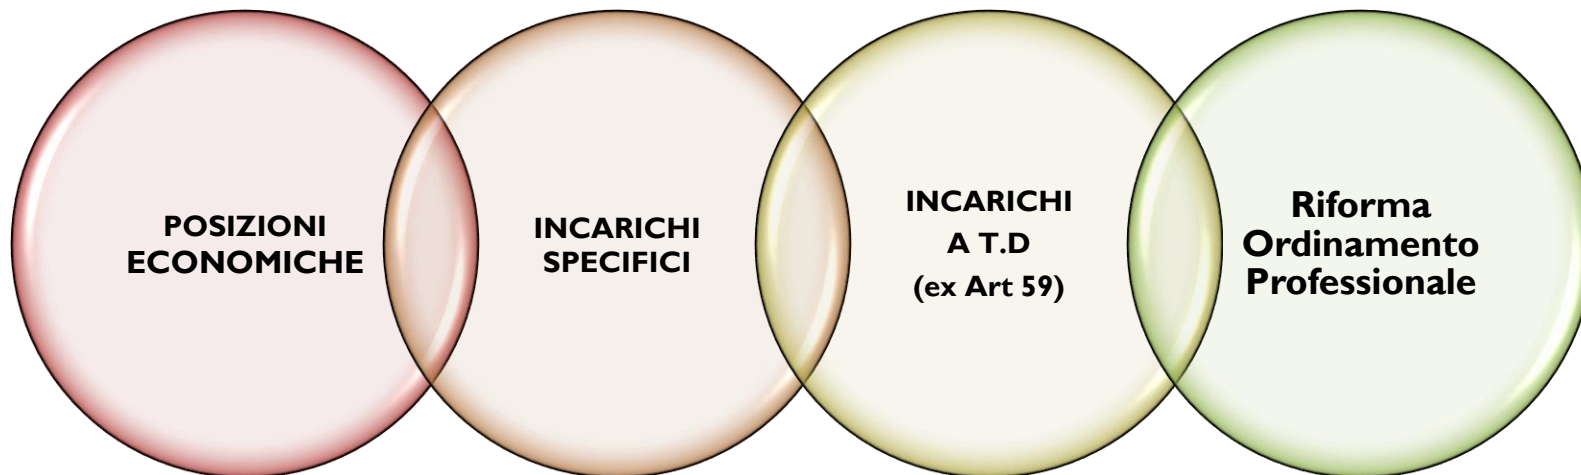 POSIZIONI
ECONOMICHE
INCARICHI
SPECIFICI
INCARICHI
A T.D
(ex Art 59)
Riforma
Ordinamento
Professionale